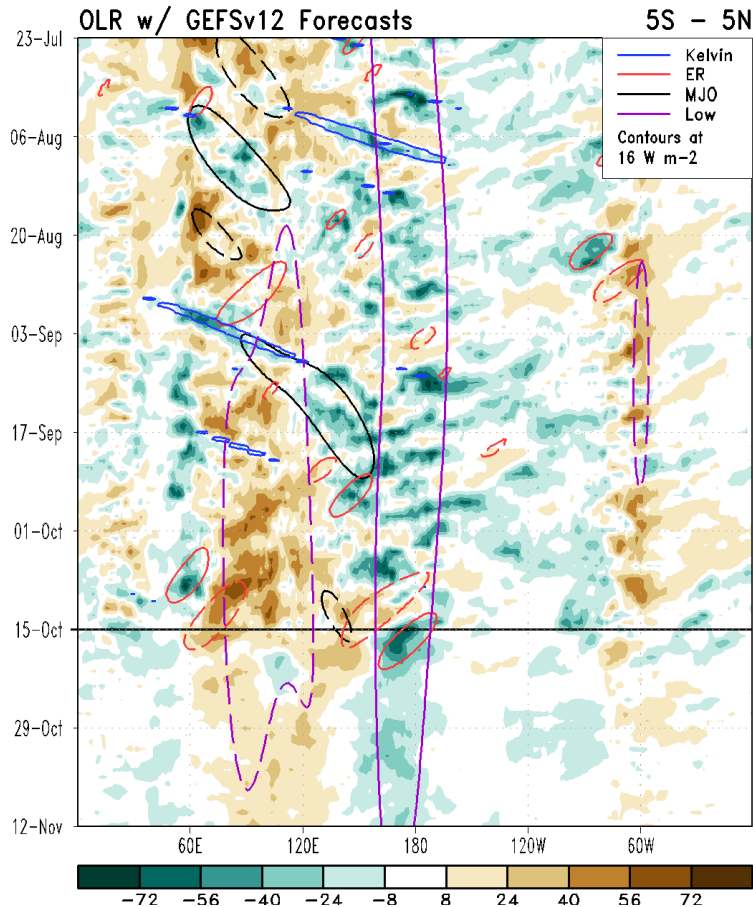 OLR w/ GEFSv12 Forecasts 5S - 5N
23-Jul
06-Aug
20-Aug
03-Sep
17-Sep
01-Oct
15-Oct
29-Oct
12-Nov
Kelvin
ER
MJO
Low
Contours at
16 W m-2
60E 120E 180 120W 60W
-72 -56 -40 -24 -8 8 24 40 56 72